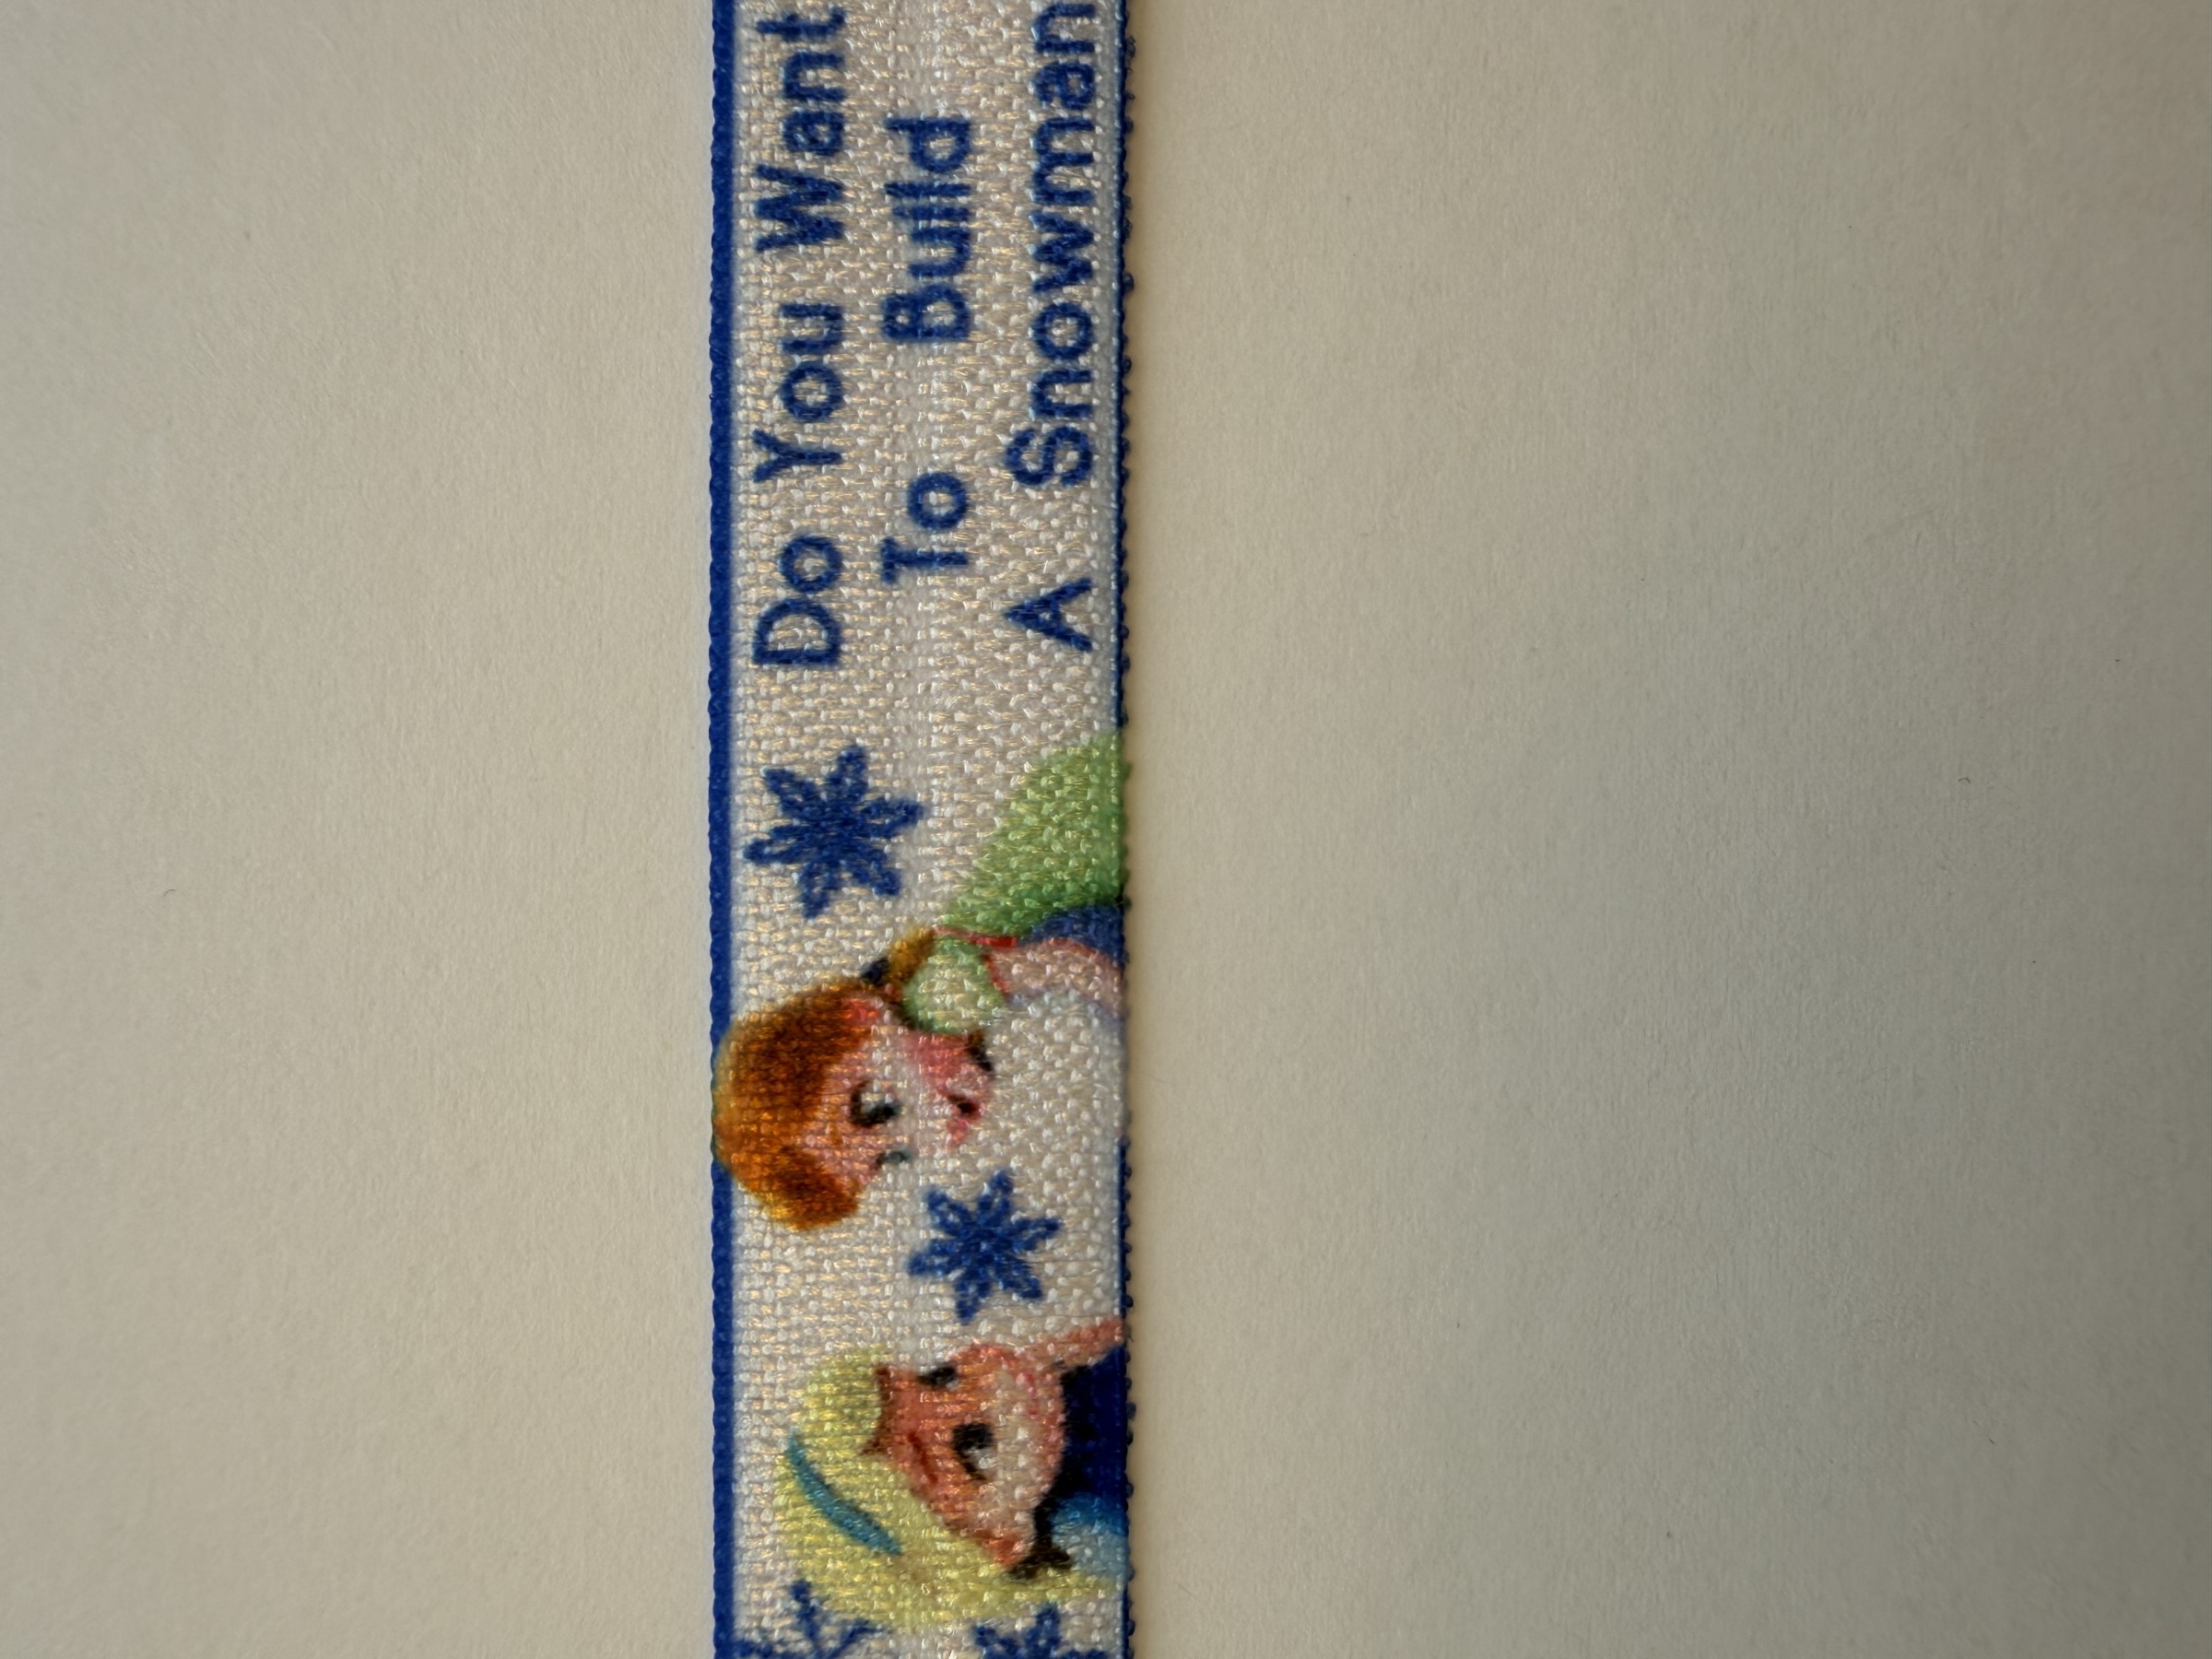 Do You Want
To Build
A Snowman